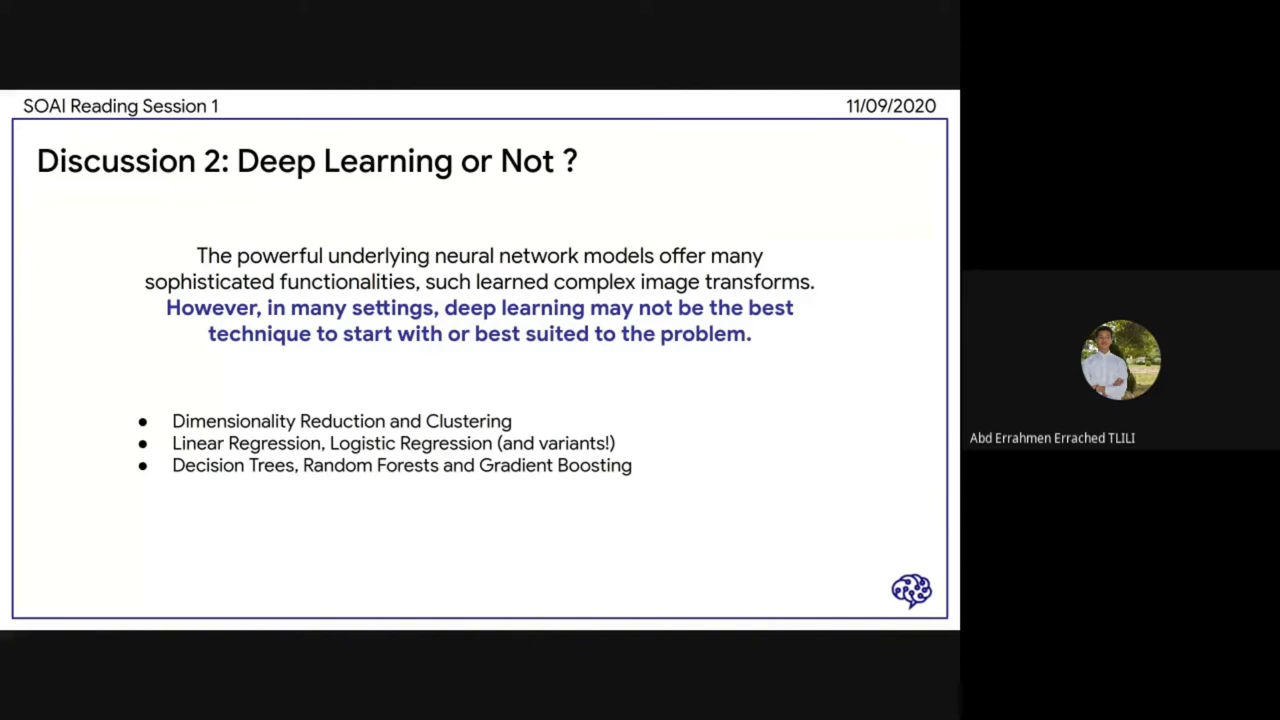 SOAI Reading Session 1
11/09/2020
Discussion 2: Deep Learning or Not ?
The powerful underlying neural network models offer many
sophisticated functionalities, such learned complex image transforms.
However, in many settings, deep learning may not be the best
technique to start with or best suited to the problem.
● Dimensionality Reduction and Clustering
● Linear Regression, Logistic Regression (and variants!)
● Decision Trees, Random Forests and Gradient Boosting
Abd Errahmen Errached TLILI